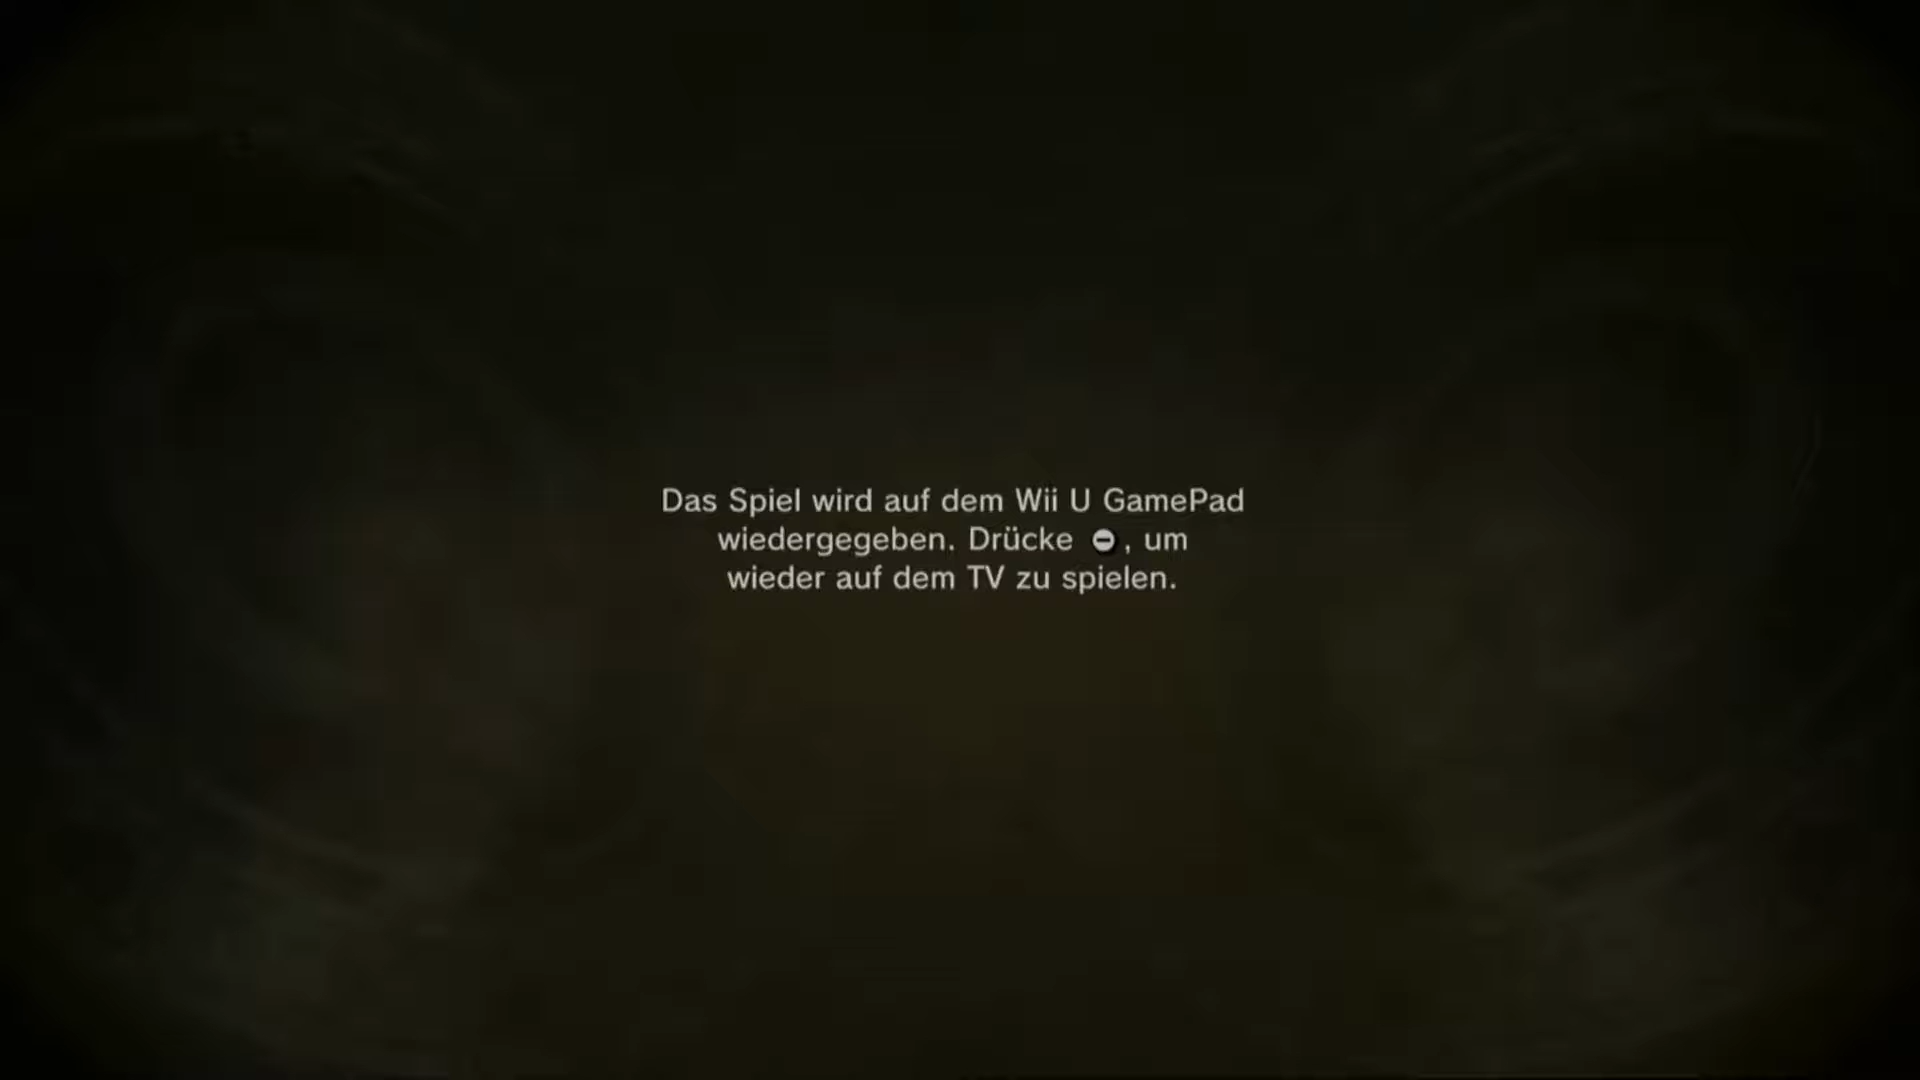 Das Spiel wird auf dem Wii U GamePad
wiedergegeben. Drücke ⊖, um
wieder auf dem TV zu spielen.